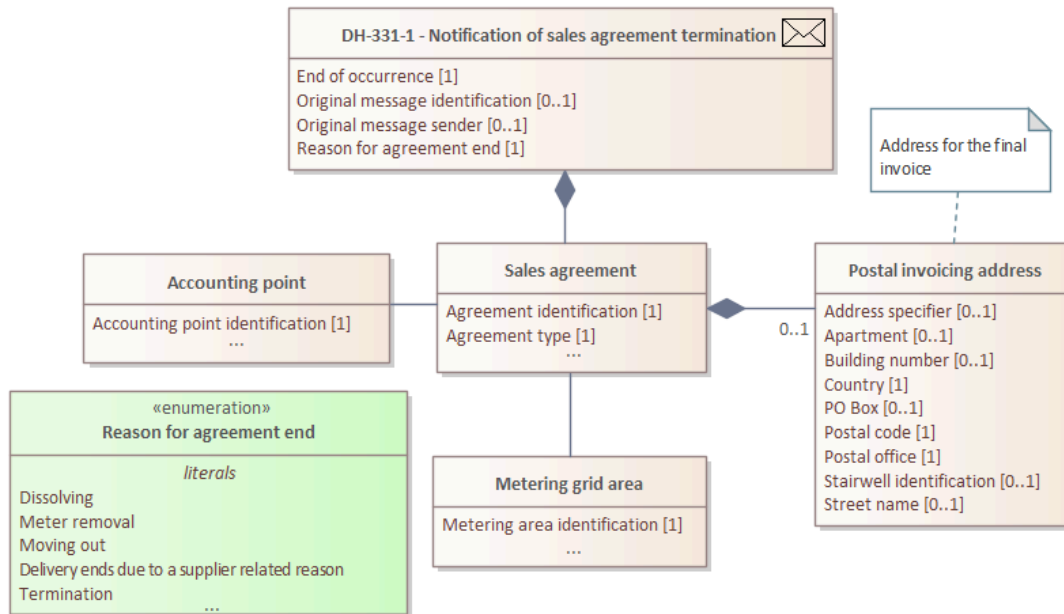 DH-331-1 - Notification of sales agreement termination
End of occurrence [1]
Original message identification [0..1]
Original message sender [0..1]
Reason for agreement end [1]
Address for the final
invoice
Accounting point
Accounting point identification [1]
...
Sales agreement
Agreement identification [1]
Agreement type [1]
...
0..1
Postal invoicing address
Address specifier [0..1]
Apartment [0..1]
Building number [0..1]
Country [1]
PO Box [0..1]
Postal code [1]
Postal office [1]
Stairwell identification [0..1]
Street name [0..1]
«enumeration»
Reason for agreement end
literals
Dissolving
Meter removal
Moving out
Delivery ends due to a supplier related reason
Termination
...
Metering grid area
Metering area identification [1]
...